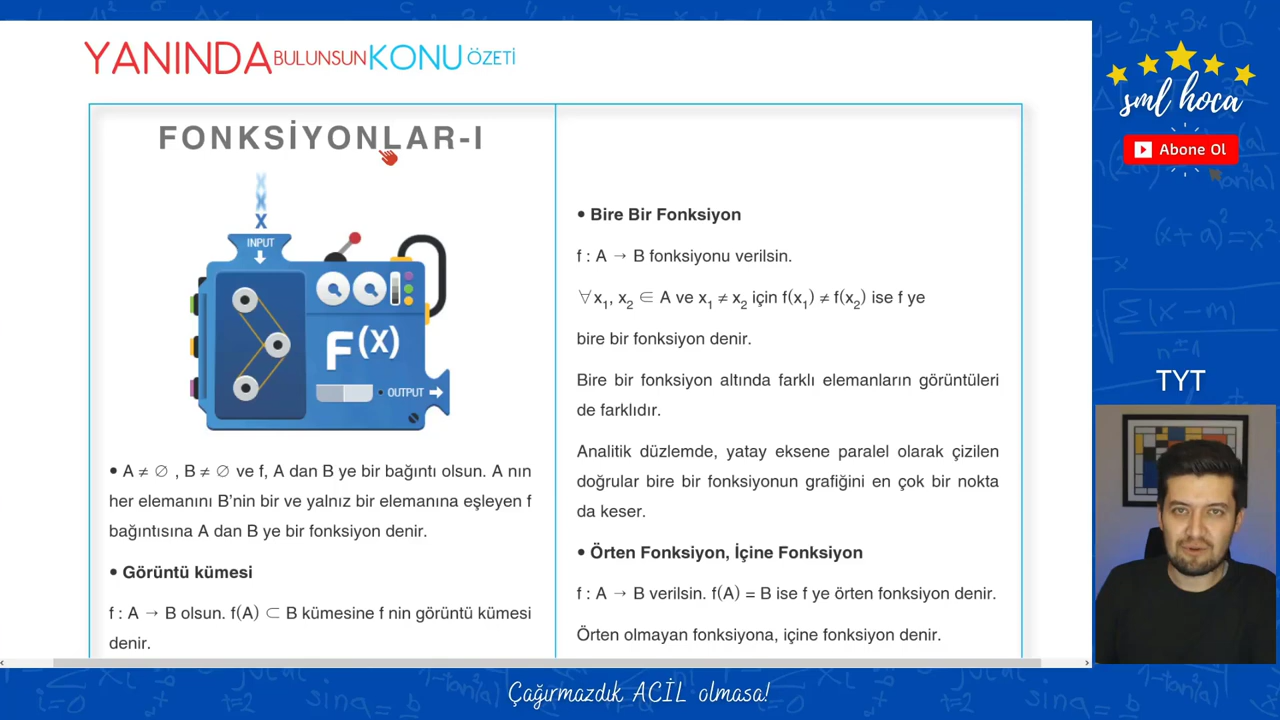 YANINDA BULUNSUN KONU ÖZETİ
FONKSİYONLAR-I
X
X
X
INPUT
F(X)
OUTPUT
• A ≠ ∅ , B ≠ ∅ ve f, A dan B ye bir bağıntı olsun. A nın
her elemanını B’nin bir ve yalnız bir elemanına eşleyen f
bağıntısına A dan B ye bir fonksiyon denir.
• Görüntü kümesi
f : A → B olsun. f(A) ⊂ B kümesine f nin görüntü kümesi
denir.
• Bire Bir Fonksiyon
f : A → B fonksiyonu verilsin.
∀x₁, x₂ ∈ A ve x₁ ≠ x₂ için f(x₁) ≠ f(x₂) ise f ye
bire bir fonksiyon denir.
Bire bir fonksiyon altında farklı elemanların görüntüleri
de farklıdır.
Analitik düzlemde, yatay eksene paralel olarak çizilen
doğrular bire bir fonksiyonun grafiğini en çok bir nokta
da keser.
• Örten Fonksiyon, İçine Fonksiyon
f : A → B verilsin. f(A) = B ise f ye örten fonksiyon denir.
Örten olmayan fonksiyona, içine fonksiyon denir.
sml hoca
Abone Ol
(x + a)² = x²
Σ(x − m)
n − 1
TYT
Çağırmazdık ACİL olmasa!